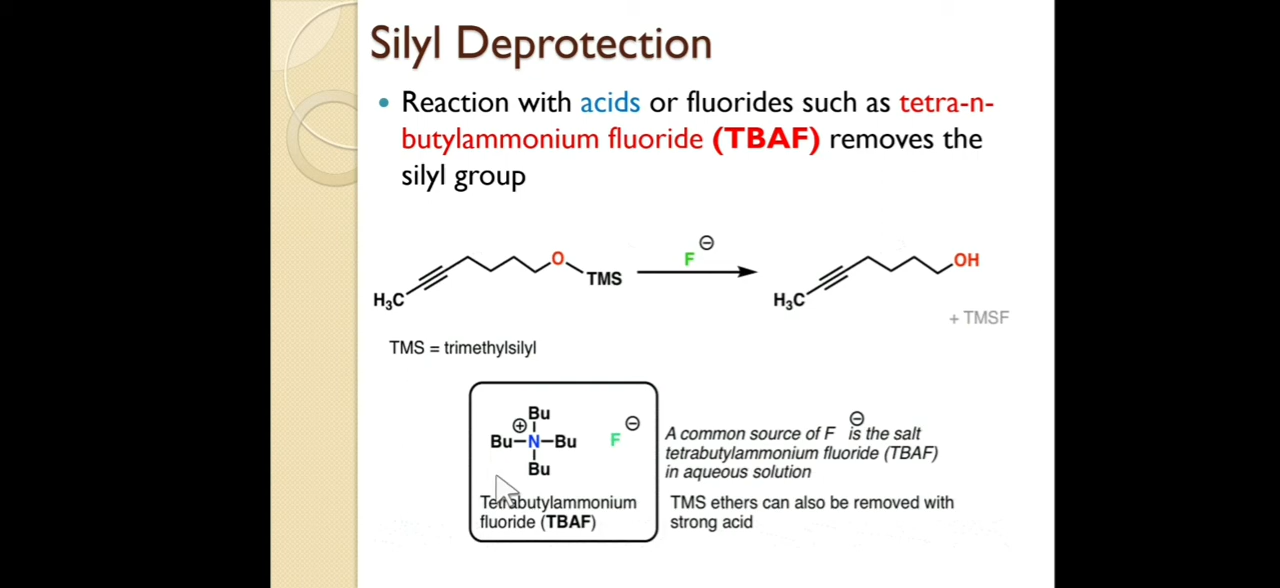 Silyl Deprotection
• Reaction with acids or fluorides such as tetra-n-
butylammonium fluoride (TBAF) removes the
silyl group
H₃C
O
TMS
F ⊖
H₃C
OH
+ TMSF
TMS = trimethylsilyl
Bu
⊕
Bu–N–Bu
F ⊖
Bu
Tetrabutylammonium
fluoride (TBAF)
A common source of F ⊖ is the salt
tetrabutylammonium fluoride (TBAF)
in aqueous solution
TMS ethers can also be removed with
strong acid